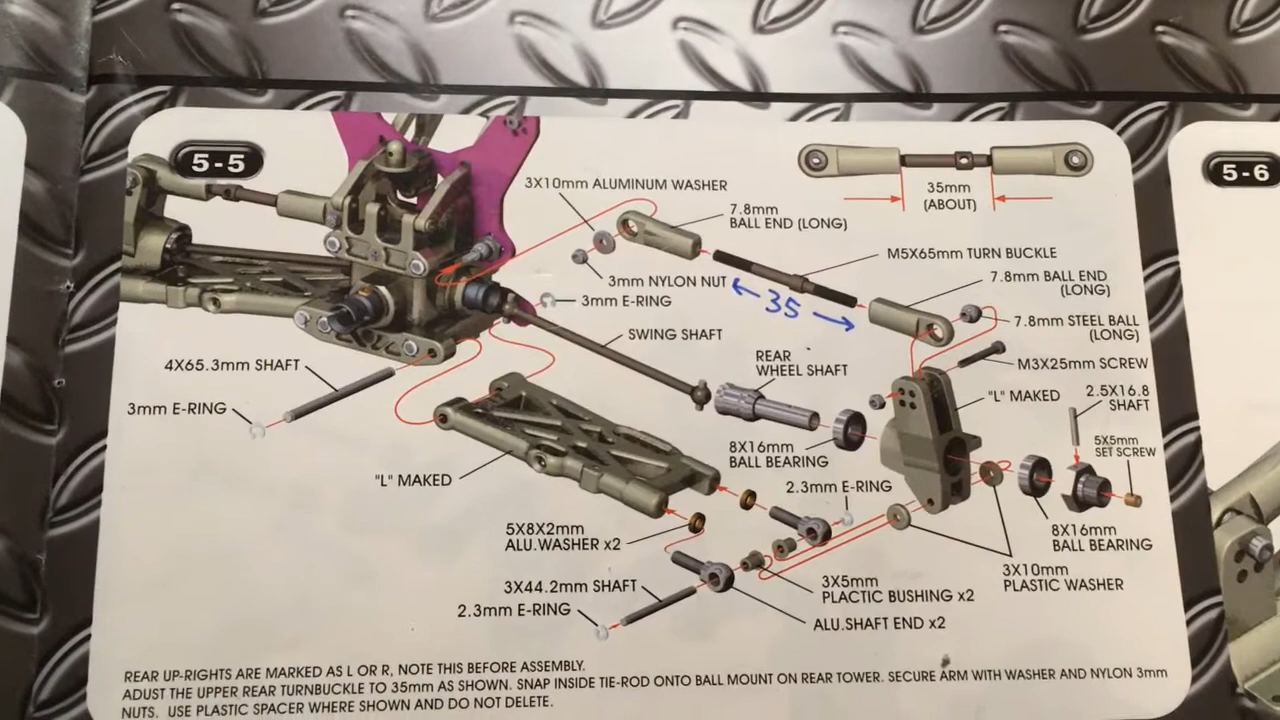 5-5
5-6
3X10mm ALUMINUM WASHER
7.8mm
BALL END (LONG)
35mm
(ABOUT)
M5X65mm TURN BUCKLE
3mm NYLON NUT
3mm E-RING
35
7.8mm BALL END
(LONG)
7.8mm STEEL BALL
(LONG)
SWING SHAFT
4X65.3mm SHAFT
3mm E-RING
REAR
WHEEL SHAFT
M3X25mm SCREW
"L" MAKED
2.5X16.8
SHAFT
5X5mm
SET SCREW
8X16mm
BALL BEARING
"L" MAKED
2.3mm E-RING
5X8X2mm
ALU.WASHER x2
8X16mm
BALL BEARING
3X10mm
PLASTIC WASHER
3X44.2mm SHAFT
2.3mm E-RING
3X5mm
PLACTIC BUSHING x2
ALU.SHAFT END x2
REAR UP-RIGHTS ARE MARKED AS L OR R, NOTE THIS BEFORE ASSEMBLY.
ADUST THE UPPER REAR TURNBUCKLE TO 35mm AS SHOWN. SNAP INSIDE TIE-ROD ONTO BALL MOUNT ON REAR TOWER. SECURE ARM WITH WASHER AND NYLON 3mm
NUTS. USE PLASTIC SPACER WHERE SHOWN AND DO NOT DELETE.